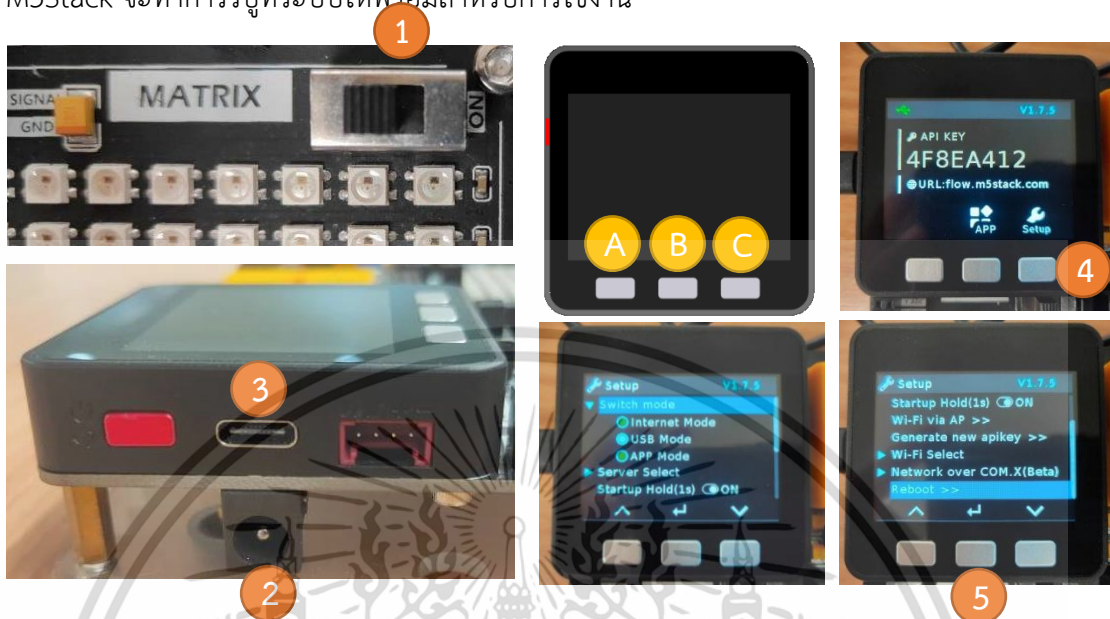 M5Stack จะทำการรีบูทระบบให้พร้อมสำหรับการใช้งาน
1
SIGNAL
GND
MATRIX
ON
A B C
V1.7.5
API KEY
4F8EA412
URL:flow.m5stack.com
APP Setup
4
3
2
Setup V1.7.5
Switch mode
Internet Mode
USB Mode
APP Mode
Server Select
Startup Hold(1s) ON
Setup V1.7.5
Startup Hold(1s) ON
Wi-Fi via AP >>
Generate new apikey >>
Wi-Fi Select
Network over COM.X(Beta)
Reboot >>
5